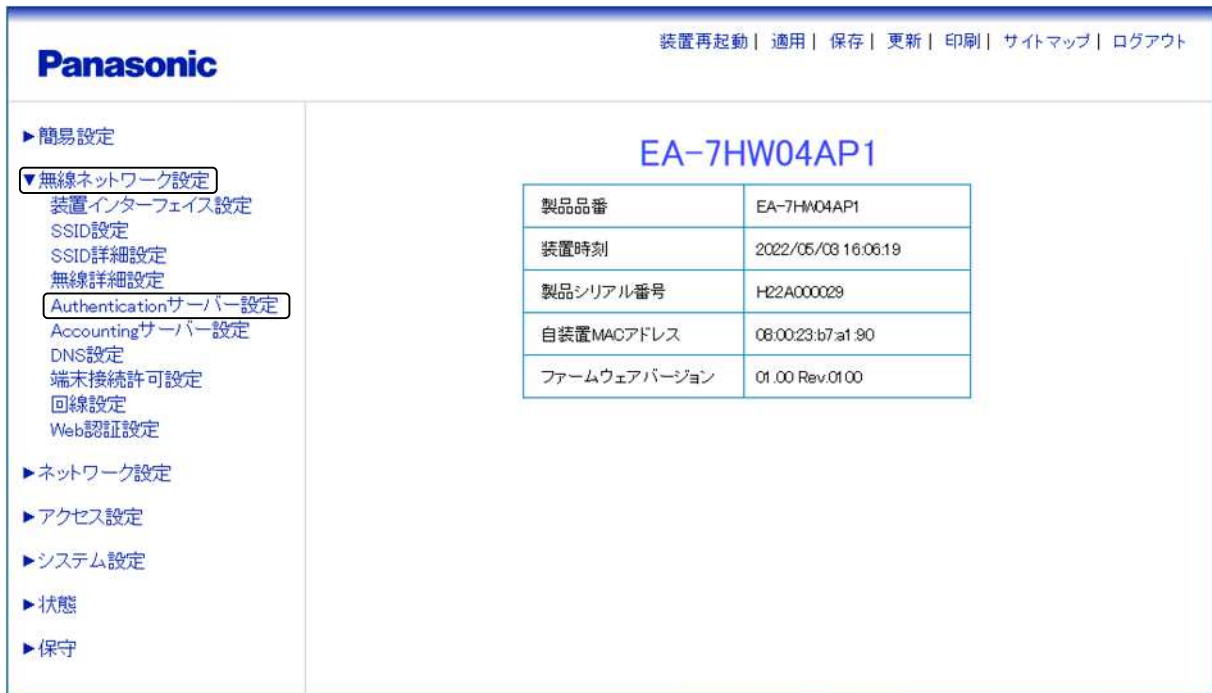 Panasonic
装置再起動| 適用| 保存| 更新| 印刷| サイトマップ| ログアウト
►簡易設定
▼無線ネットワーク設定
装置インターフェイス設定
SSID設定
SSID詳細設定
無線詳細設定
Authenticationサーバー設定
Accountingサーバー設定
DNS設定
端末接続許可設定
回線設定
Web認証設定
►ネットワーク設定
►アクセス設定
►システム設定
►状態
►保守
EA-7HW04AP1
製品品番 EA-7HW04AP1
装置時刻 2022/05/03 16:06:19
製品シリアル番号 H22A000029
自装置MACアドレス 08:00:23:b7:a1:90
ファームウェアバージョン 01.00 Rev.0100